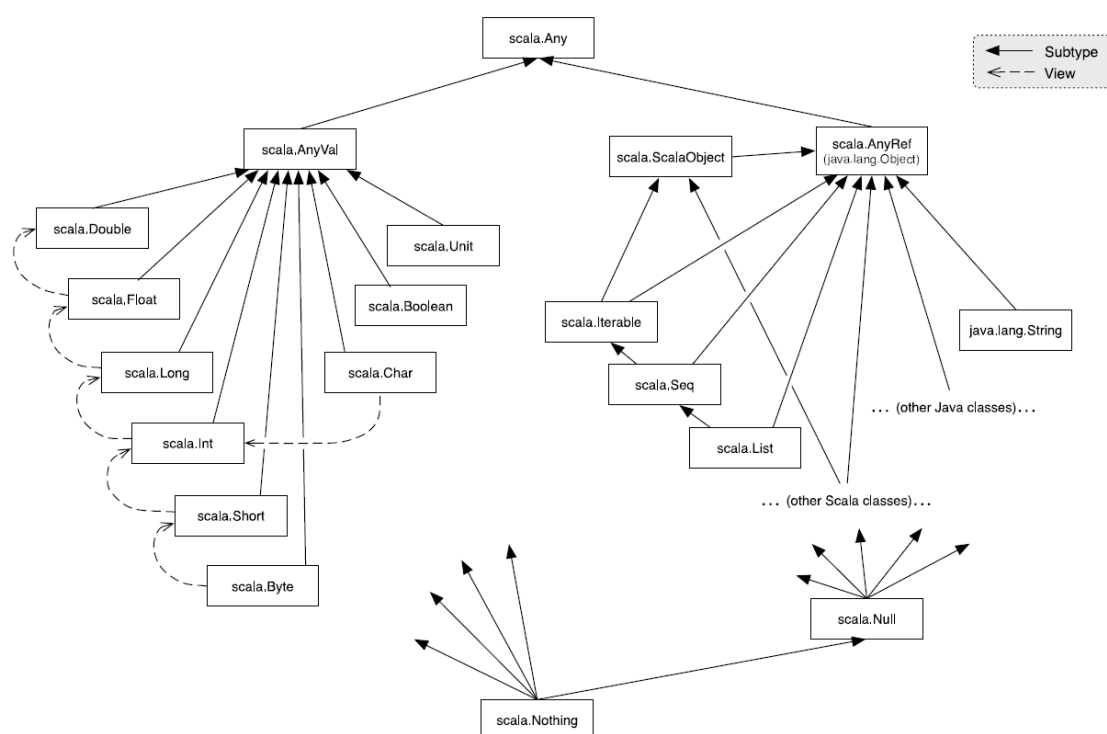 scala.Any
Subtype
View
scala.AnyVal
scala.ScalaObject
scala.AnyRef
(java.lang.Object)
scala.Double
scala.Unit
scala.Float
scala.Boolean
scala.Iterable
java.lang.String
scala.Long
scala.Char
scala.Seq
... (other Java classes)...
scala.Int
scala.List
scala.Short
... (other Scala classes)...
scala.Byte
scala.Null
scala.Nothing